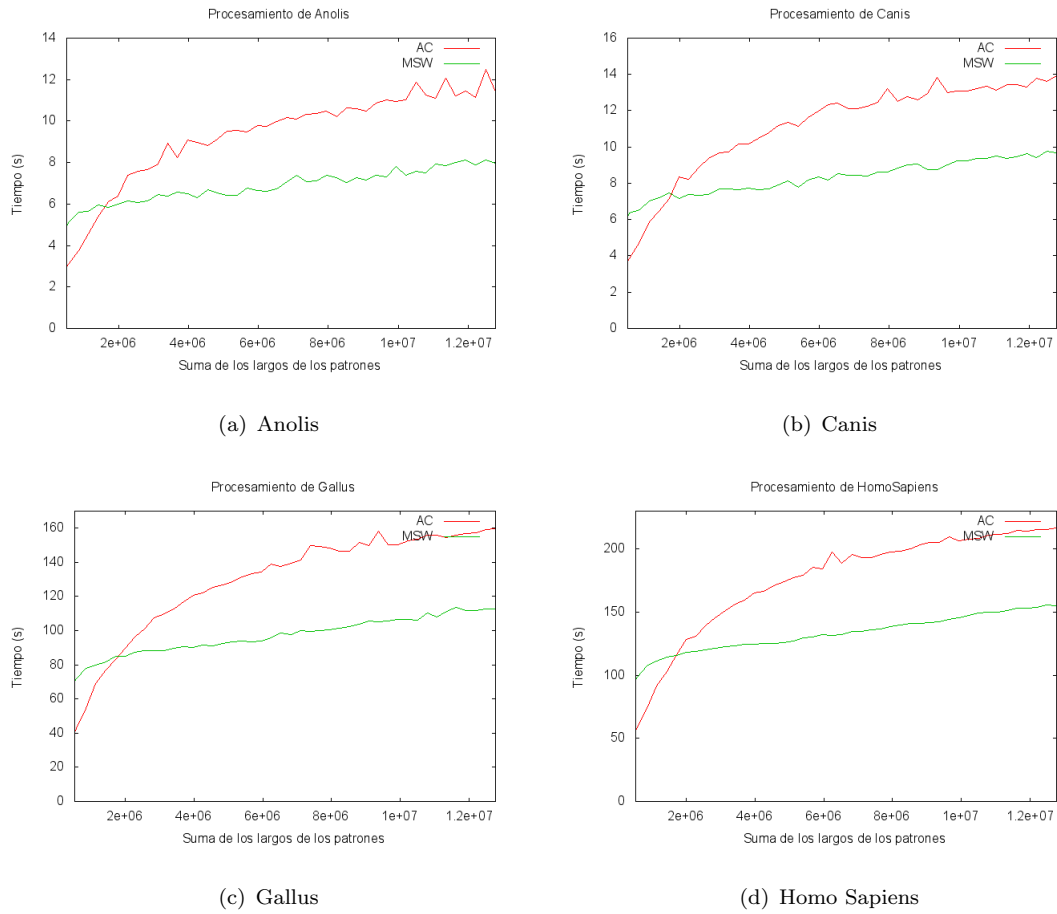 Procesamiento de Anolis
14
12
10
8
6
4
2
0
Tiempo (s)
AC
MSW
2e+06
4e+06
6e+06
8e+06
1e+07
1.2e+07
Suma de los largos de los patrones
(a) Anolis
Procesamiento de Canis
16
14
12
10
8
6
4
2
0
Tiempo (s)
AC
MSW
2e+06
4e+06
6e+06
8e+06
1e+07
1.2e+07
Suma de los largos de los patrones
(b) Canis
Procesamiento de Gallus
160
140
120
100
80
60
40
20
0
Tiempo (s)
AC
MSW
2e+06
4e+06
6e+06
8e+06
1e+07
1.2e+07
Suma de los largos de los patrones
(c) Gallus
Procesamiento de HomoSapiens
200
150
100
50
0
Tiempo (s)
AC
MSW
2e+06
4e+06
6e+06
8e+06
1e+07
1.2e+07
Suma de los largos de los patrones
(d) Homo Sapiens